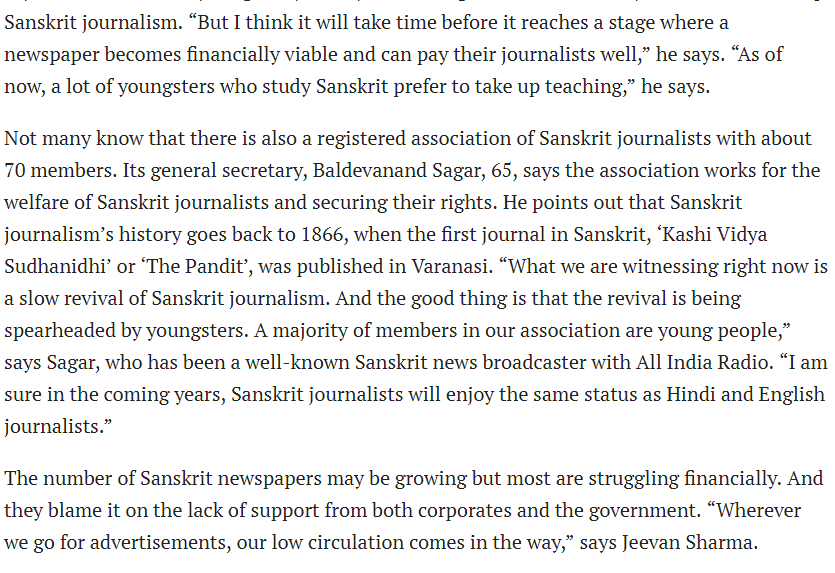 Sanskrit journalism. “But I think it will take time before it reaches a stage where a
newspaper becomes financially viable and can pay their journalists well,” he says. “As of
now, a lot of youngsters who study Sanskrit prefer to take up teaching,” he says.
Not many know that there is also a registered association of Sanskrit journalists with about
70 members. Its general secretary, Baldevanand Sagar, 65, says the association works for the
welfare of Sanskrit journalists and securing their rights. He points out that Sanskrit
journalism’s history goes back to 1866, when the first journal in Sanskrit, ‘Kashi Vidya
Sudhanidhi’ or ‘The Pandit’, was published in Varanasi. “What we are witnessing right now is
a slow revival of Sanskrit journalism. And the good thing is that the revival is being
spearheaded by youngsters. A majority of members in our association are young people,”
says Sagar, who has been a well-known Sanskrit news broadcaster with All India Radio. “I am
sure in the coming years, Sanskrit journalists will enjoy the same status as Hindi and English
journalists.”
The number of Sanskrit newspapers may be growing but most are struggling financially. And
they blame it on the lack of support from both corporates and the government. “Wherever
we go for advertisements, our low circulation comes in the way,” says Jeevan Sharma.